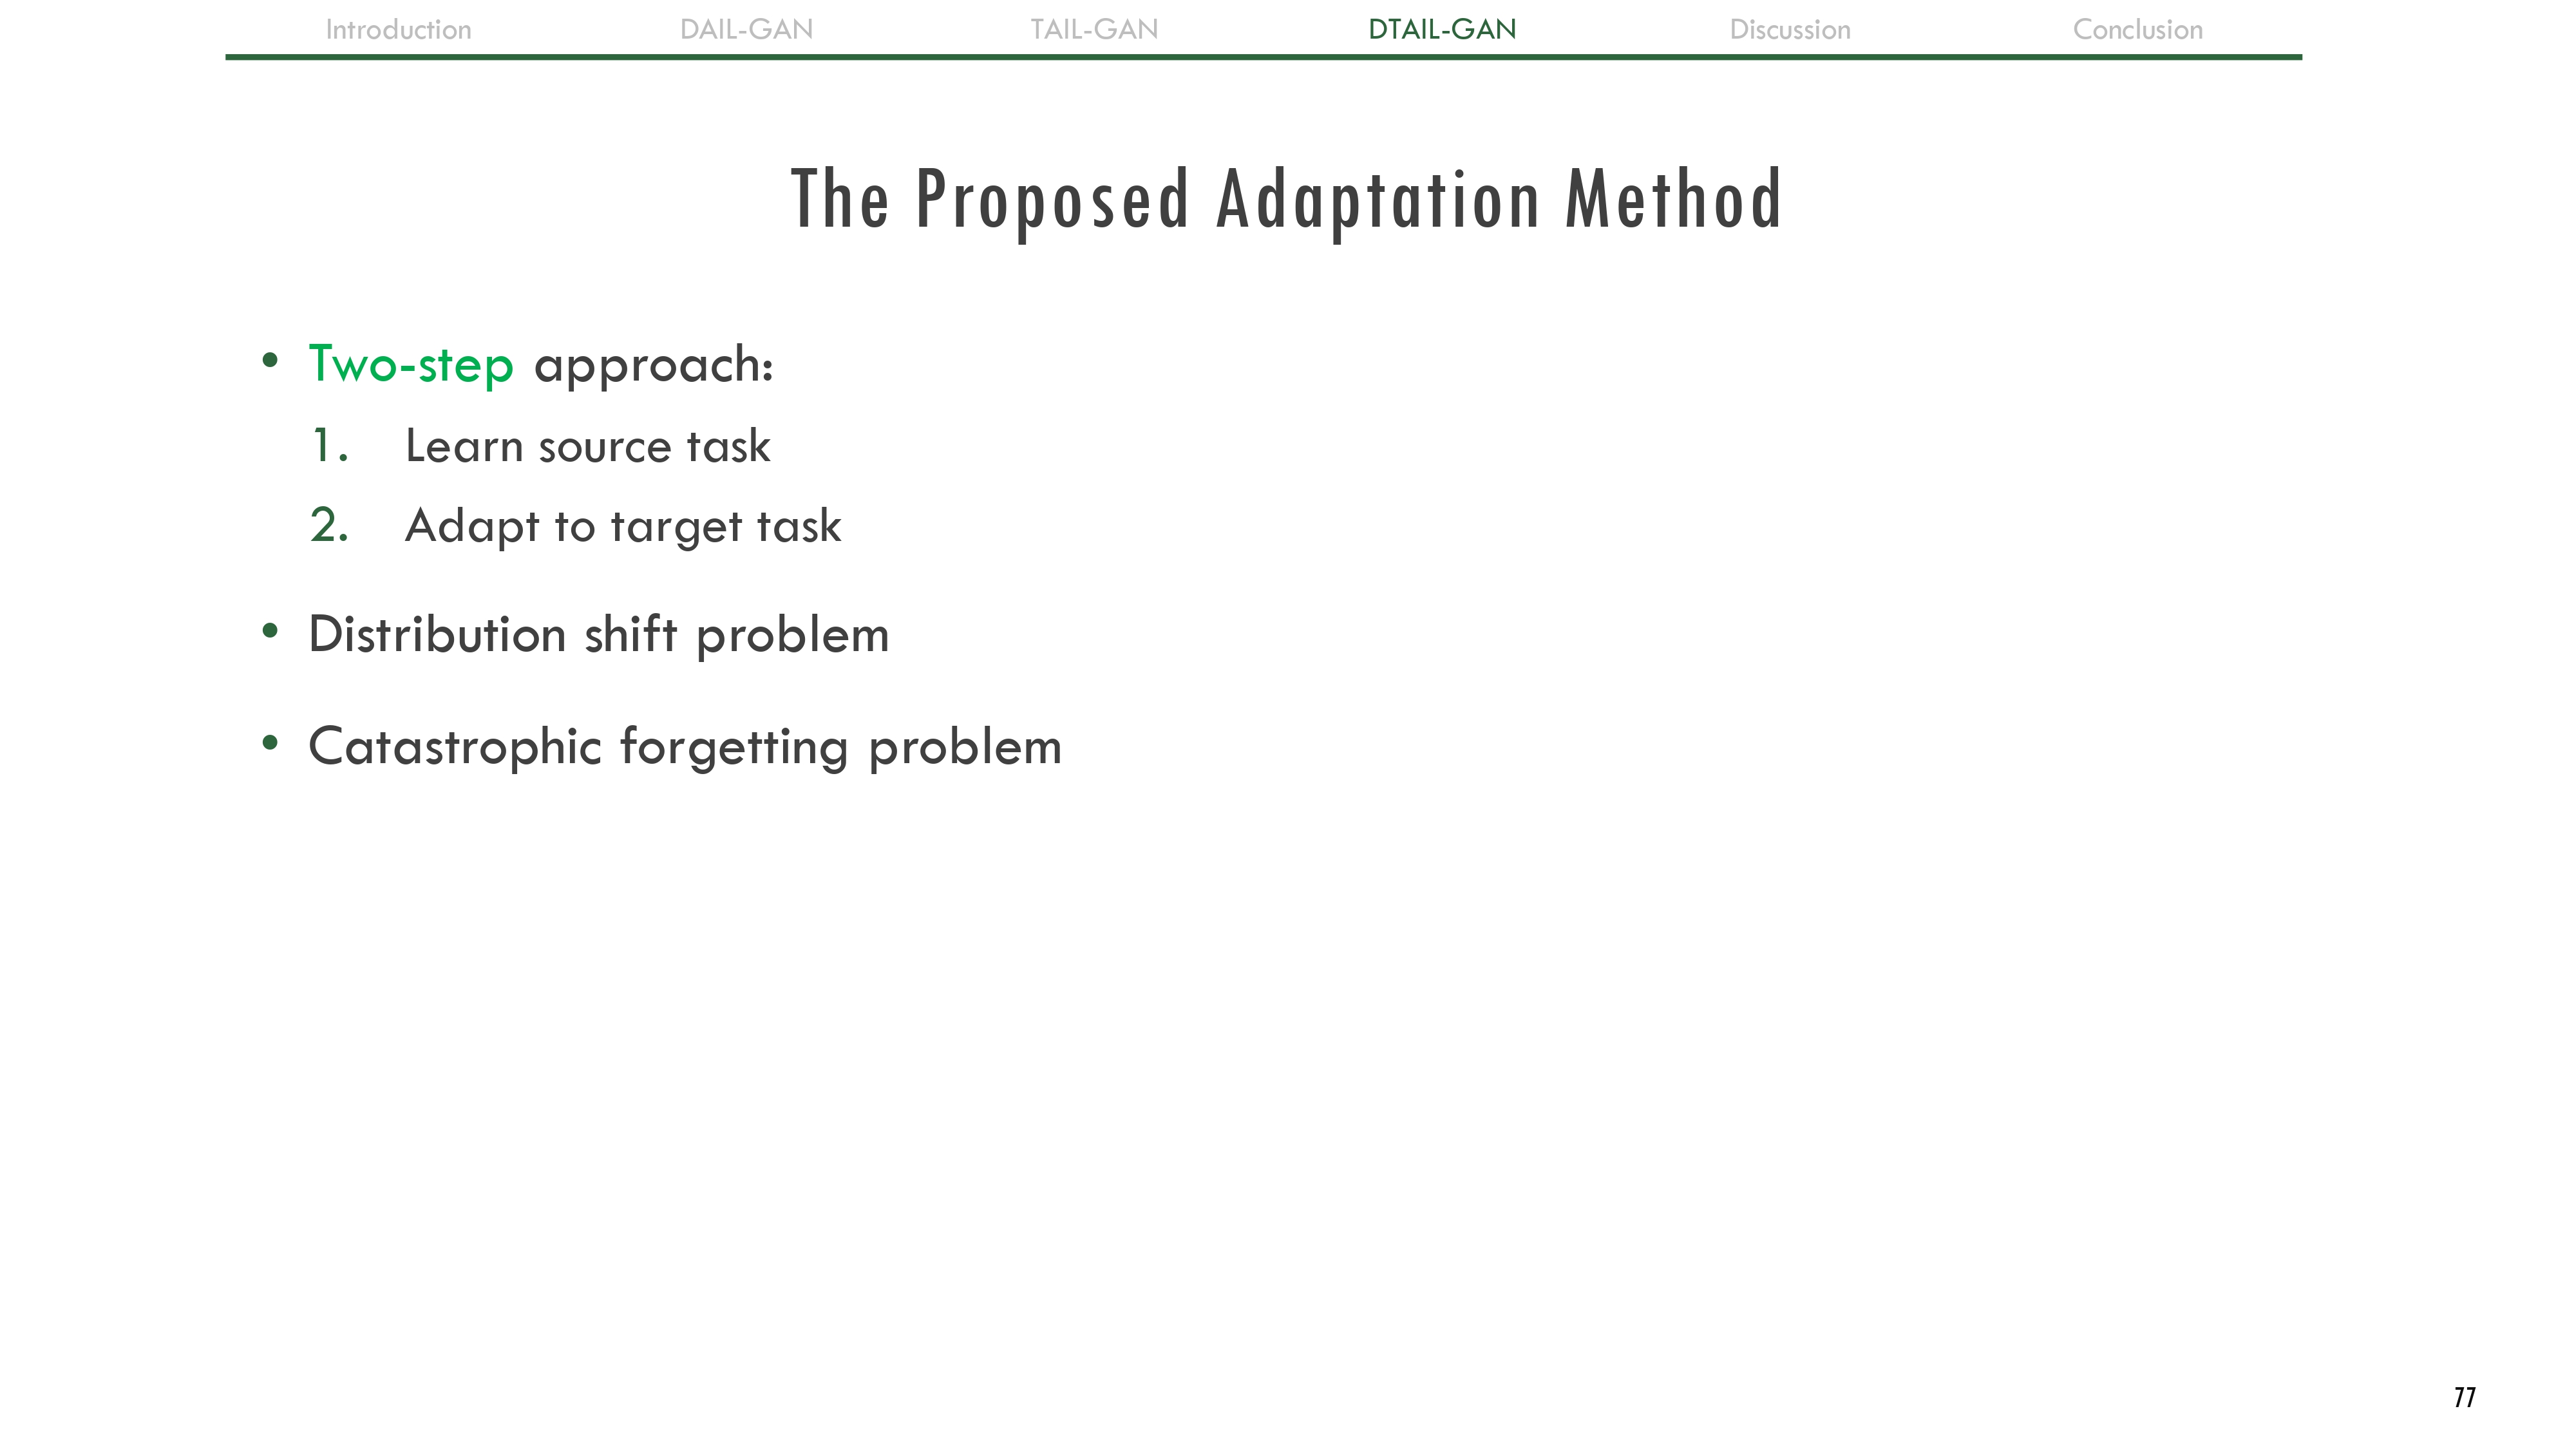 Introduction DAIL-GAN TAIL-GAN DTAIL-GAN Discussion Conclusion
The Proposed Adaptation Method
• Two-step approach:
1. Learn source task
2. Adapt to target task
• Distribution shift problem
• Catastrophic forgetting problem
77